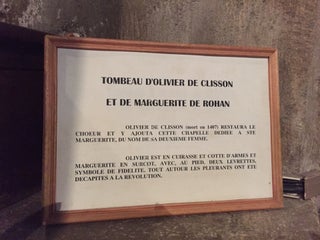 TOMBEAU D'OLIVIER DE CLISSON
ET DE MARGUERITE DE ROHAN
OLIVIER DE CLISSON (mort en 1407) RESTAURA LE
CHOEUR ET Y AJOUTA CETTE CHAPELLE DEDIEE A STE
MARGUERITE, DU NOM DE SA DEUXIEME FEMME.
OLIVIER EST EN CUIRASSE ET COTTE D'ARMES ET
MARGUERITE EN SURCOT, AVEC, AU PIED, DEUX LEVRETTES,
SYMBOLE DE FIDELITE. TOUT AUTOUR LES PLEURANTS ONT ETE
DECAPITES A LA REVOLUTION.